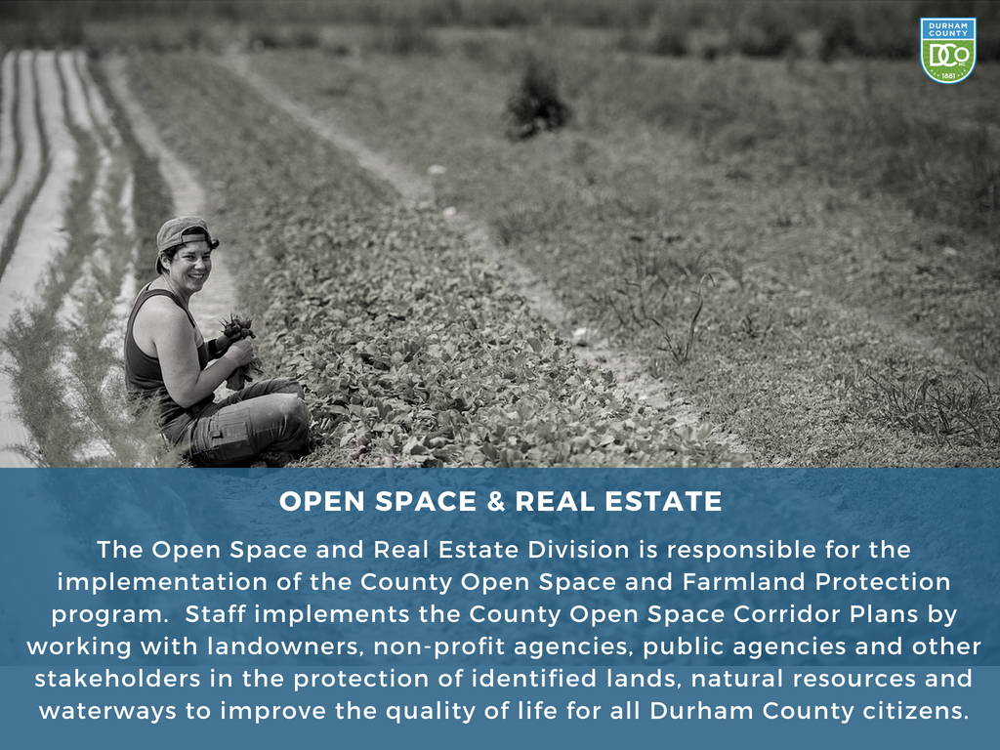 DURHAM
COUNTY
DCo
NC
1881
OPEN SPACE & REAL ESTATE
The Open Space and Real Estate Division is responsible for the
implementation of the County Open Space and Farmland Protection
program.  Staff implements the County Open Space Corridor Plans by
working with landowners, non-profit agencies, public agencies and other
stakeholders in the protection of identified lands, natural resources and
waterways to improve the quality of life for all Durham County citizens.